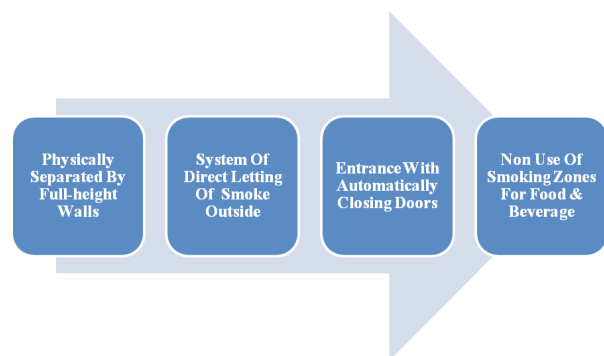 Physically
Separated By
Full-height
Walls
System Of
Direct Letting
Of Smoke
Outside
Entrance With
Automatically
Closing Doors
Non Use Of
Smoking Zones
For Food &
Beverage